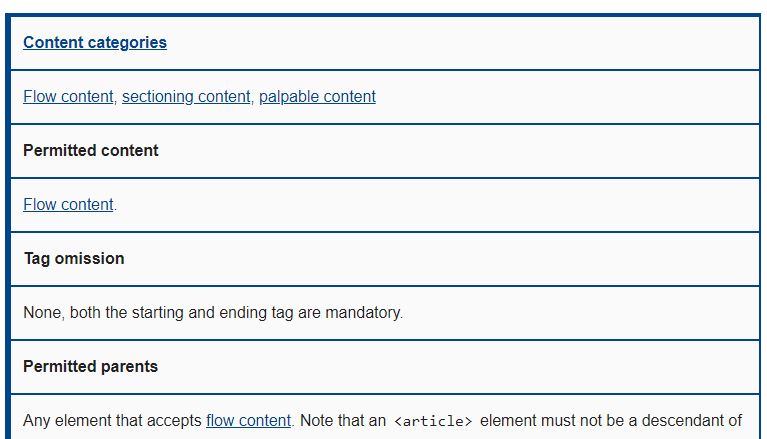 Content categories
Flow content, sectioning content, palpable content
Permitted content
Flow content.
Tag omission
None, both the starting and ending tag are mandatory.
Permitted parents
Any element that accepts flow content. Note that an <article> element must not be a descendant of